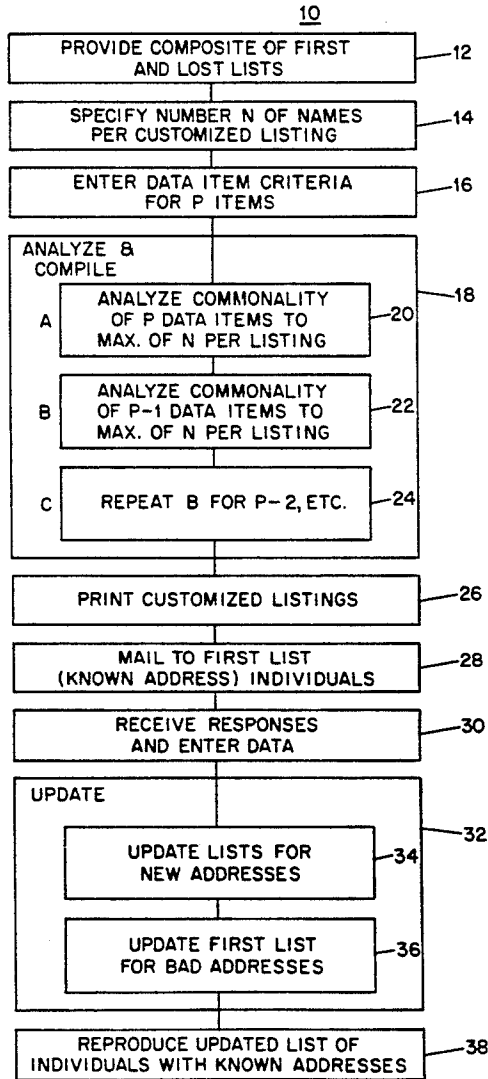 10
PROVIDE COMPOSITE OF FIRST
AND LOST LISTS
12
SPECIFY NUMBER N OF NAMES
PER CUSTOMIZED LISTING
14
ENTER DATA ITEM CRITERIA
FOR P ITEMS
16
ANALYZE &
COMPILE
18
A
ANALYZE COMMONALITY
OF P DATA ITEMS TO
MAX. OF N PER LISTING
20
B
ANALYZE COMMONALITY
OF P-1 DATA ITEMS TO
MAX. OF N PER LISTING
22
C
REPEAT B FOR P-2, ETC.
24
PRINT CUSTOMIZED LISTINGS
26
MAIL TO FIRST LIST
(KNOWN ADDRESS) INDIVIDUALS
28
RECEIVE RESPONSES
AND ENTER DATA
30
UPDATE
32
UPDATE LISTS FOR
NEW ADDRESSES
34
UPDATE FIRST LIST
FOR BAD ADDRESSES
36
REPRODUCE UPDATED LIST OF
INDIVIDUALS WITH KNOWN ADDRESSES
38